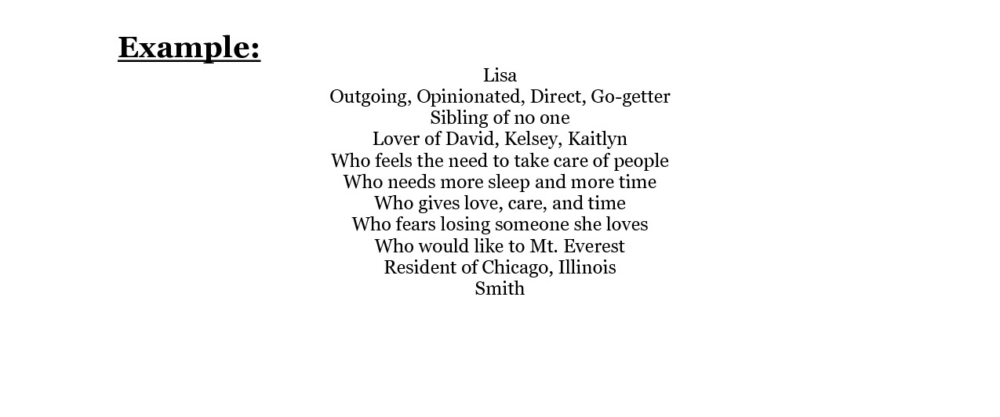 Example:
Lisa
Outgoing, Opinionated, Direct, Go-getter
Sibling of no one
Lover of David, Kelsey, Kaitlyn
Who feels the need to take care of people
Who needs more sleep and more time
Who gives love, care, and time
Who fears losing someone she loves
Who would like to Mt. Everest
Resident of Chicago, Illinois
Smith